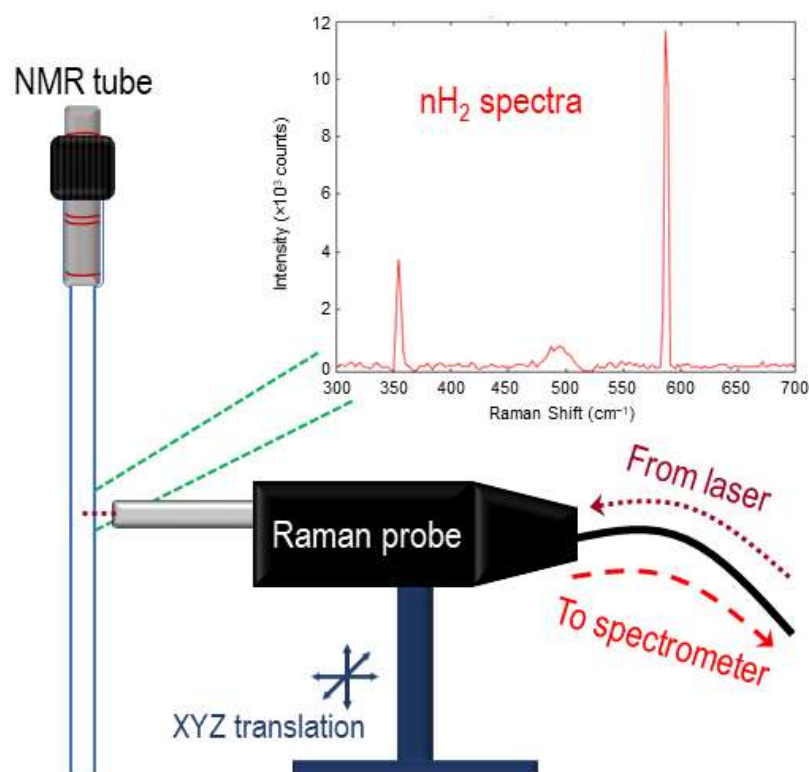 NMR tube
nH₂ spectra
Intensity (×10³ counts)
12
10
8
6
4
2
0
300 350 400 450 500 550 600 650 700
Raman Shift (cm⁻¹)
From laser
Raman probe
To spectrometer
XYZ translation